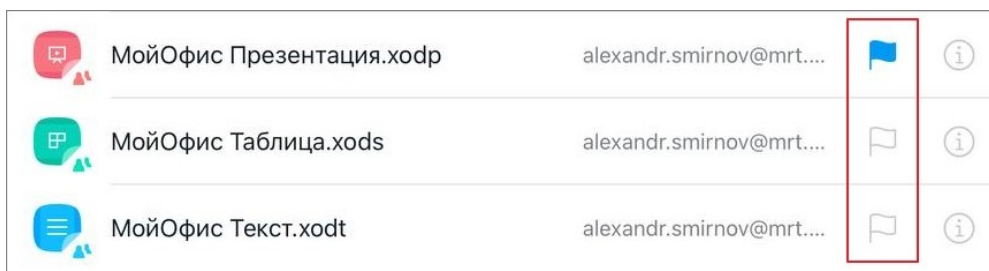 МойОфис Презентация.xodp alexandr.smirnov@mrt....
МойОфис Таблица.xods alexandr.smirnov@mrt....
МойОфис Текст.xodt alexandr.smirnov@mrt....